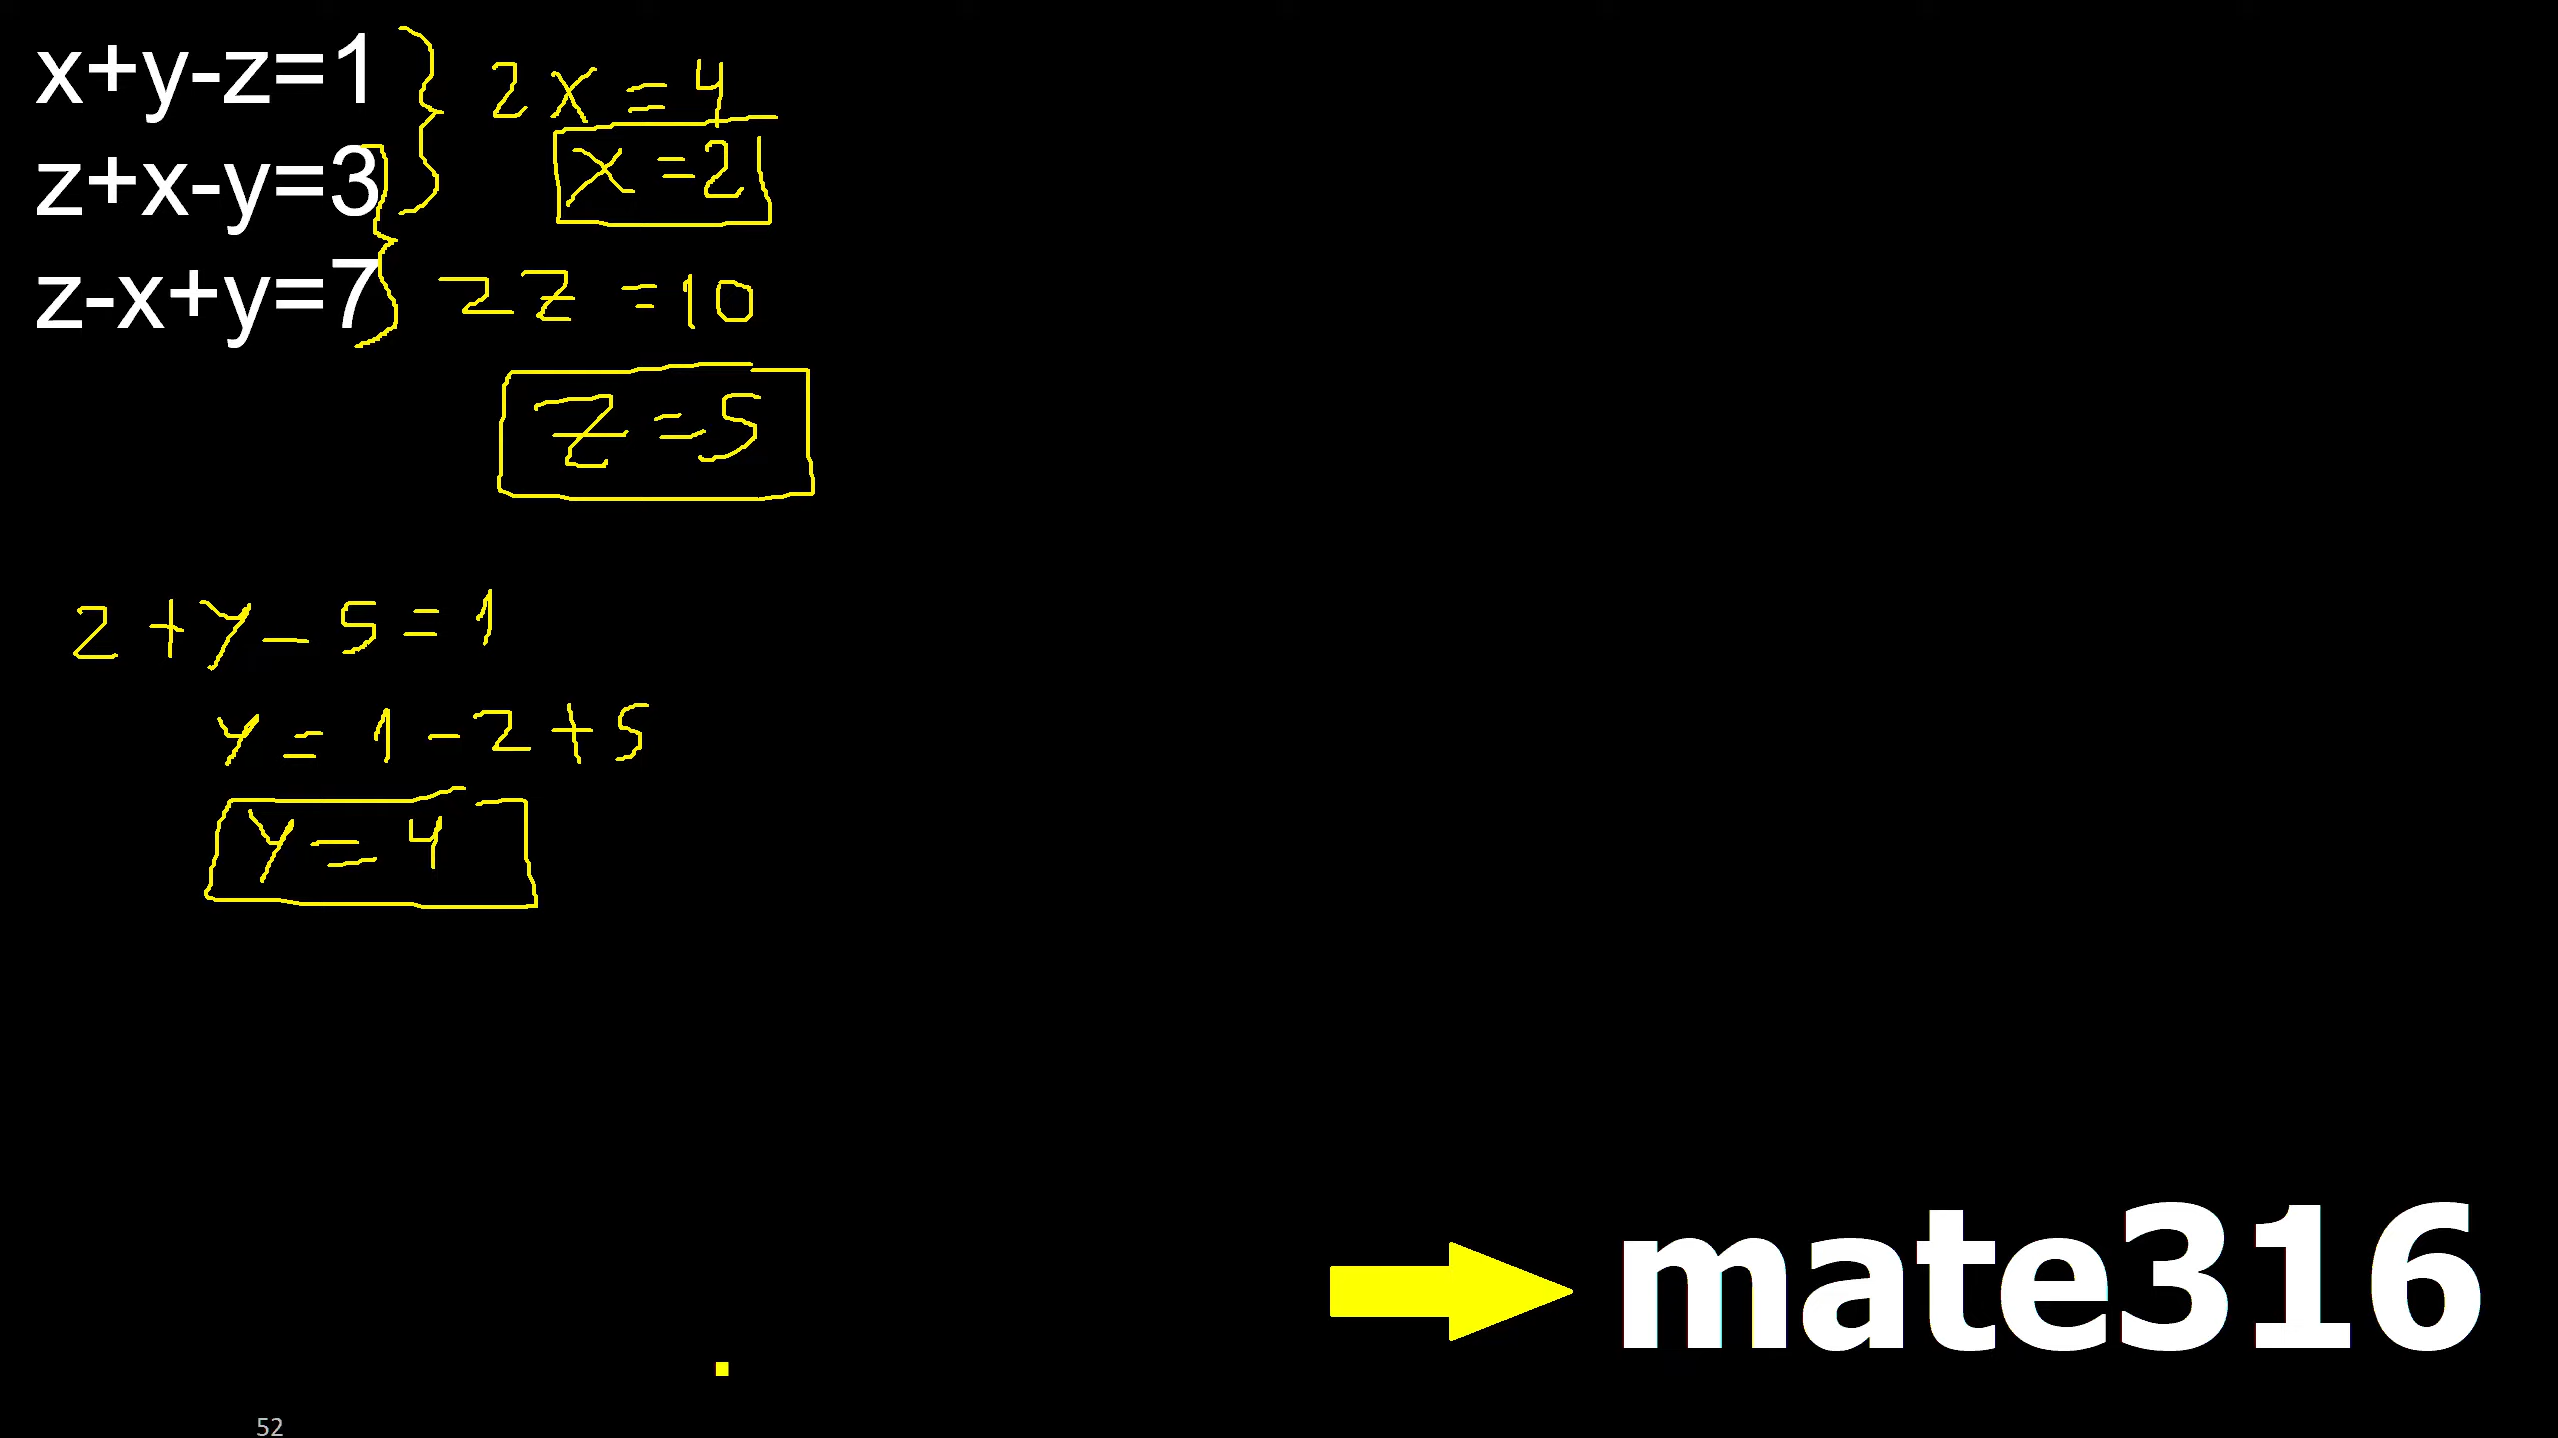 x+y-z=1
z+x-y=3
z-x+y=7
2x=4
x=2
2z=10
z=5
2+y-5=1
y=1-2+5
y=4
mate316
52